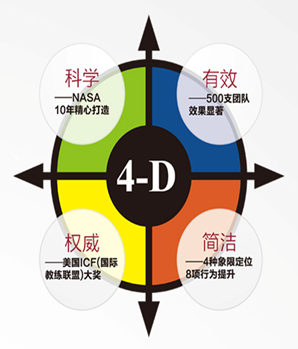 科学
——NASA
10年精心打造
有效
——500支团队
效果显著
4-D
权威
——美国ICF(国际
教练联盟)大奖
简洁
——4种象限定位
8项行为提升